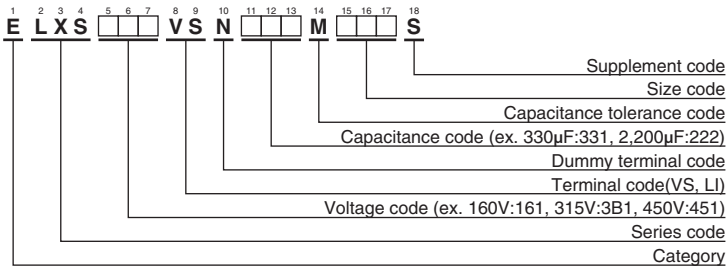 1 2 3 4 5 6 7 8 9 10 11 12 13 14 15 16 17 18
E LXS □□□ VS N □□□ M □□□ S
Supplement code
Size code
Capacitance tolerance code
Capacitance code (ex. 330μF:331, 2,200μF:222)
Dummy terminal code
Terminal code(VS, LI)
Voltage code (ex. 160V:161, 315V:3B1, 450V:451)
Series code
Category